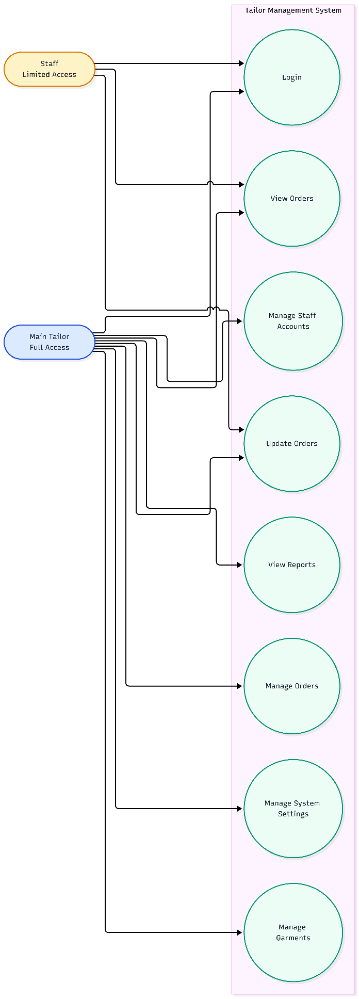 Tailor Management System
Staff
Limited Access
Login
View Orders
Manage Staff
Accounts
Main Tailor
Full Access
Update Orders
View Reports
Manage Orders
Manage System
Settings
Manage
Garments